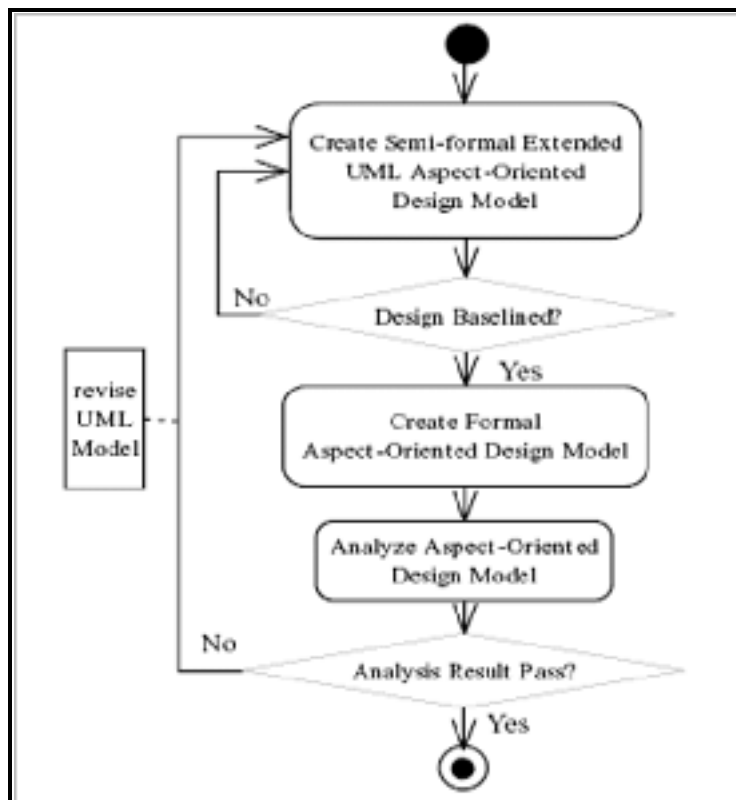 Create Semi-formal Extended
UML Aspect-Oriented
Design Model
No
Design Baselined?
Yes
revise
UML
Model
Create Formal
Aspect-Oriented Design Model
Analyze Aspect-Oriented
Design Model
No
Analysis Result Pass?
Yes